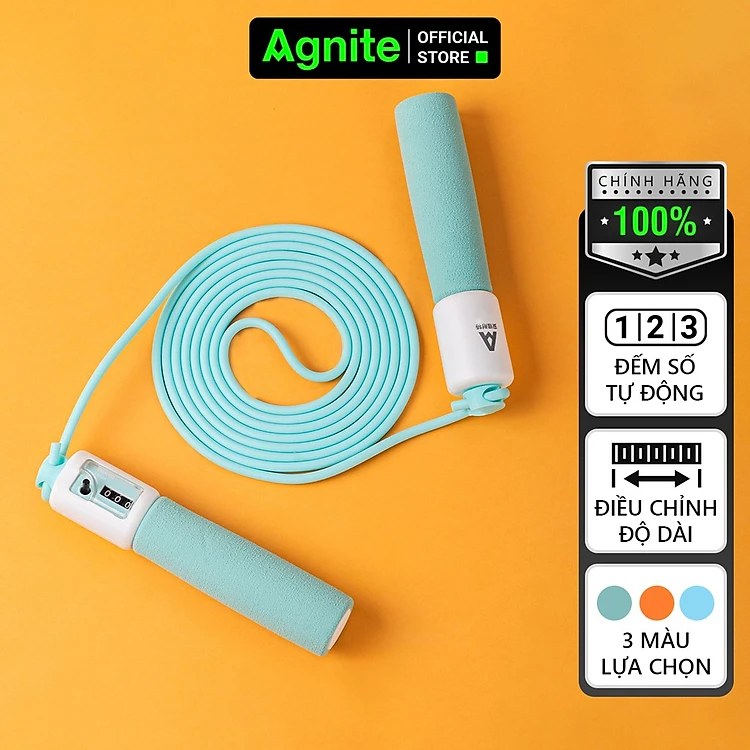 Agnite
OFFICIAL
STORE
CHÍNH HÃNG
100%
1|2|3
ĐẾM SỐ
TỰ ĐỘNG
ĐIỀU CHỈNH
ĐỘ DÀI
3 MÀU
LỰA CHỌN
000